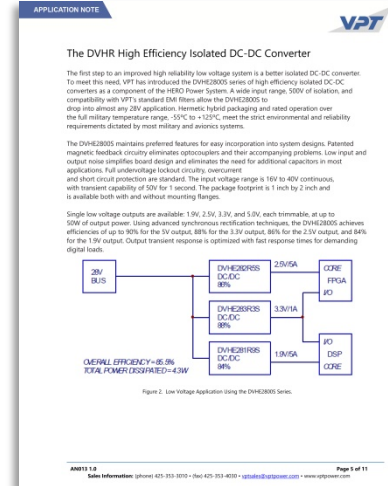 APPLICATION NOTE
VPT
The DVHR High Efficiency Isolated DC-DC Converter
The first step to an improved high reliability low voltage system is a better isolated DC-DC converter.
To meet this need, VPT has introduced the DVHE2800S series of high efficiency isolated DC-DC
converters as a component of the HERO Power System. A wide input range, 500V of isolation, and
compatibility with VPT's standard EMI filters allow the DVHE2800S to
drop into almost any 28V application. Hermetic hybrid packaging and rated operation over
the full military temperature range, -55°C to +125°C, meet the strict environmental and reliability
requirements dictated by most military and avionics systems.
The DVHE2800S maintains preferred features for easy incorporation into system designs. Patented
magnetic feedback circuitry eliminates optocouplers and their accompanying problems. Low input and
output noise simplifies board design and eliminates the need for additional capacitors in most
applications. Full undervoltage lockout circuitry, overcurrent
and short circuit protection are standard. The input voltage range is 16V to 40V continuous,
with transient capability of 50V for 1 second. The package footprint is 1 inch by 2 inch and
is available both with and without mounting flanges.
Single low voltage outputs are available: 1.9V, 2.5V, 3.3V, and 5.0V, each trimmable, at up to
50W of output power. Using advanced synchronous rectification techniques, the DVHE2800S achieves
efficiencies of up to 90% for the 5V output, 88% for the 3.3V output, 86% for the 2.5V output, and 84%
for the 1.9V output. Output transient response is optimized with fast response times for demanding
digital loads.
28V
BUS
DVHE282R5S
DC/DC
86%
2.5V/5A
CORE
FPGA
I/O
DVHE283R3S
DC/DC
88%
3.3V/1A
DVHE281R9S
DC/DC
84%
1.9V/5A
I/O
DSP
CORE
OVERALL EFFICIENCY = 85.5%
TOTAL POWER DISSIPATED = 4.3W
Figure 2. Low Voltage Application Using the DVHE2800S Series.
AN013 1.0
Page 5 of 11
Sales Information: (phone) 425-353-3010 • (fax) 425-353-4030 • vptsales@vptpower.com • www.vptpower.com